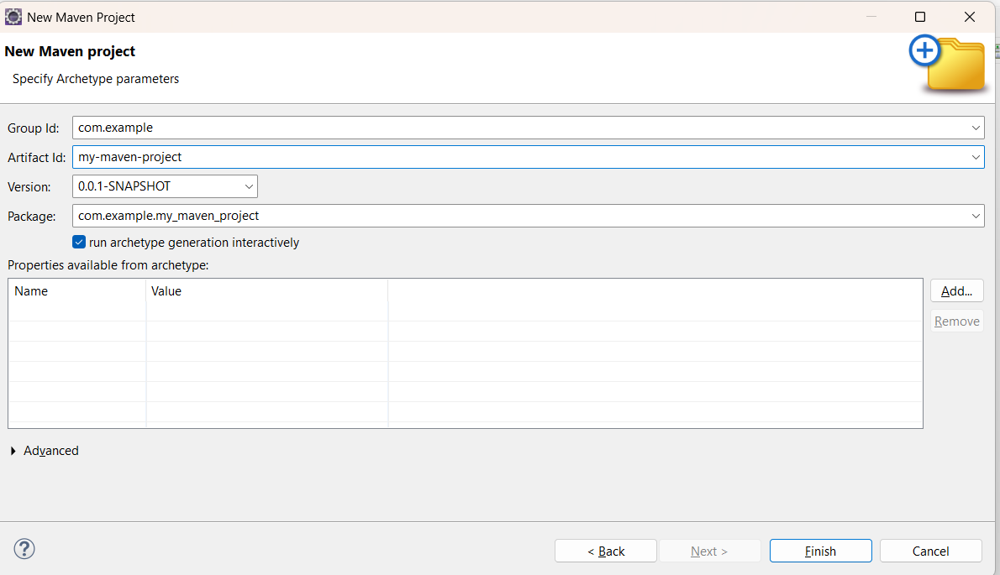 New Maven Project
New Maven project
Specify Archetype parameters
Group Id: com.example
Artifact Id: my-maven-project
Version: 0.0.1-SNAPSHOT
Package: com.example.my_maven_project
run archetype generation interactively
Properties available from archetype:
Name Value
Add...
Remove
Advanced
? < Back Next > Finish Cancel